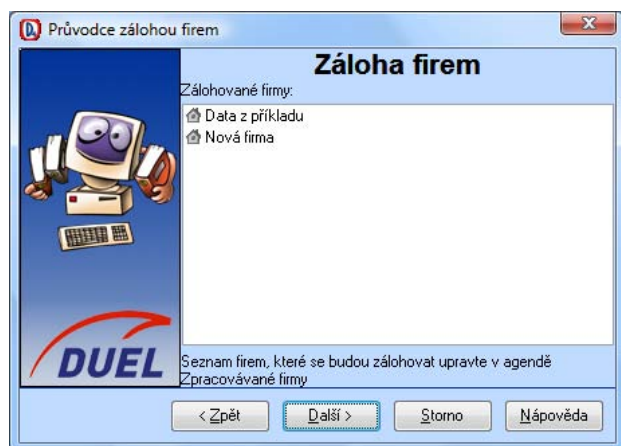 Průvodce zálohou firem
Záloha firem
Zálohované firmy:
Data z příkladu
Nová firma
DUEL
Seznam firem, které se budou zálohovat upravte v agendě
Zpracovávané firmy
< Zpět
Další >
Storno
Nápověda